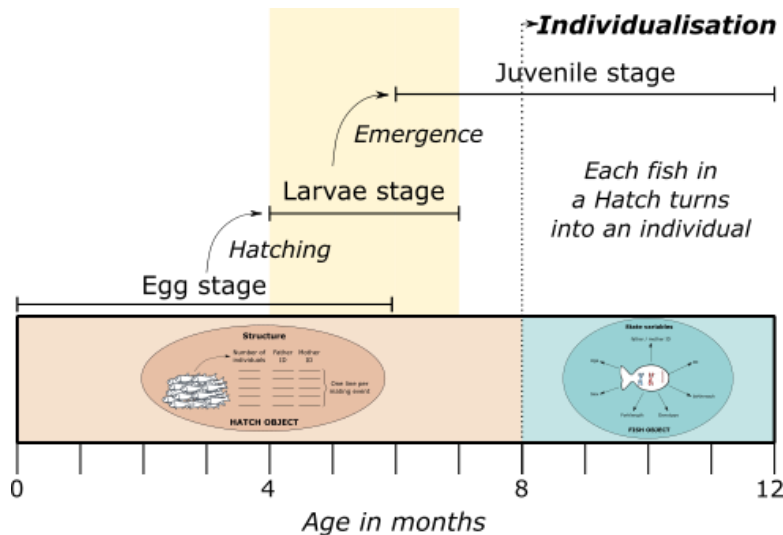 Individualisation
Juvenile stage
Emergence
Each fish in
a Hatch turns
into an individual
Larvae stage
Hatching
Egg stage
Structure
Number of
individuals
Father
ID
Mother
ID
One line per
mating event
HATCH OBJECT
State variables
FISH OBJECT
0
4
8
12
Age in months